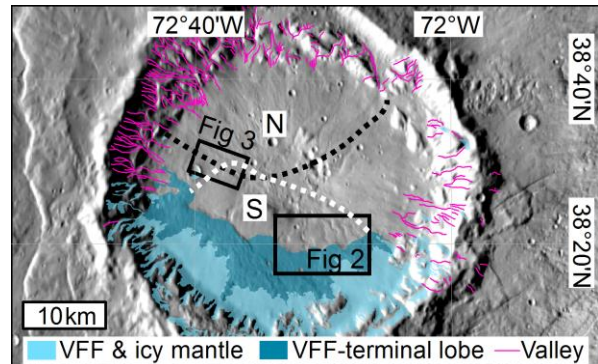 72°40'W
72°W
38°40'N
Fig 3
N
S
38°20'N
Fig 2
10km
VFF & icy mantle
VFF-terminal lobe
Valley